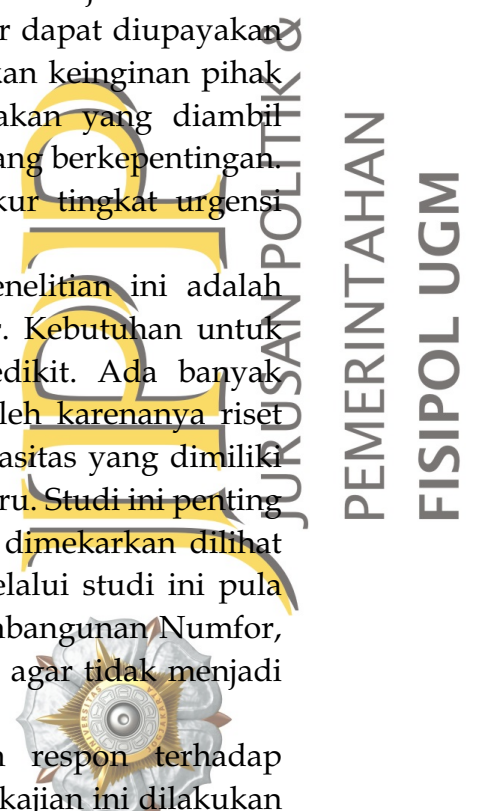 r dapat diupayakan
kan keinginan pihak
akan yang diambil
ang berkepentingan.
kur tingkat urgensi
enelitian ini adalah
r. Kebutuhan untuk
edikit. Ada banyak
leh karenanya riset
asitas yang dimiliki
ru. Studi ini penting
dimekarkan dilihat
elalui studi ini pula
mbangunan Numfor,
agar tidak menjadi
n respon terhadap
kajian ini dilakukan
jpp
JURUSAN POLITIK &
PEMERINTAHAN
FISIPOL UGM